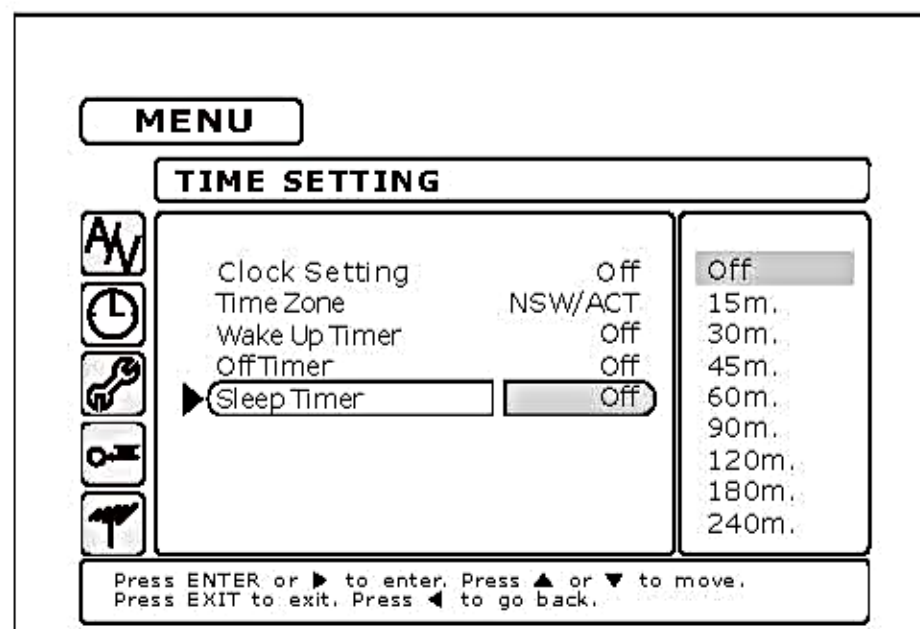 MENU
TIME SETTING
Clock Setting Off
Time Zone NSW/ACT
Wake Up Timer Off
Off Timer Off
Sleep Timer Off
Off
15m.
30m.
45m.
60m.
90m.
120m.
180m.
240m.
Press ENTER or ▶ to enter. Press ▲ or ▼ to move.
Press EXIT to exit. Press ◀ to go back.